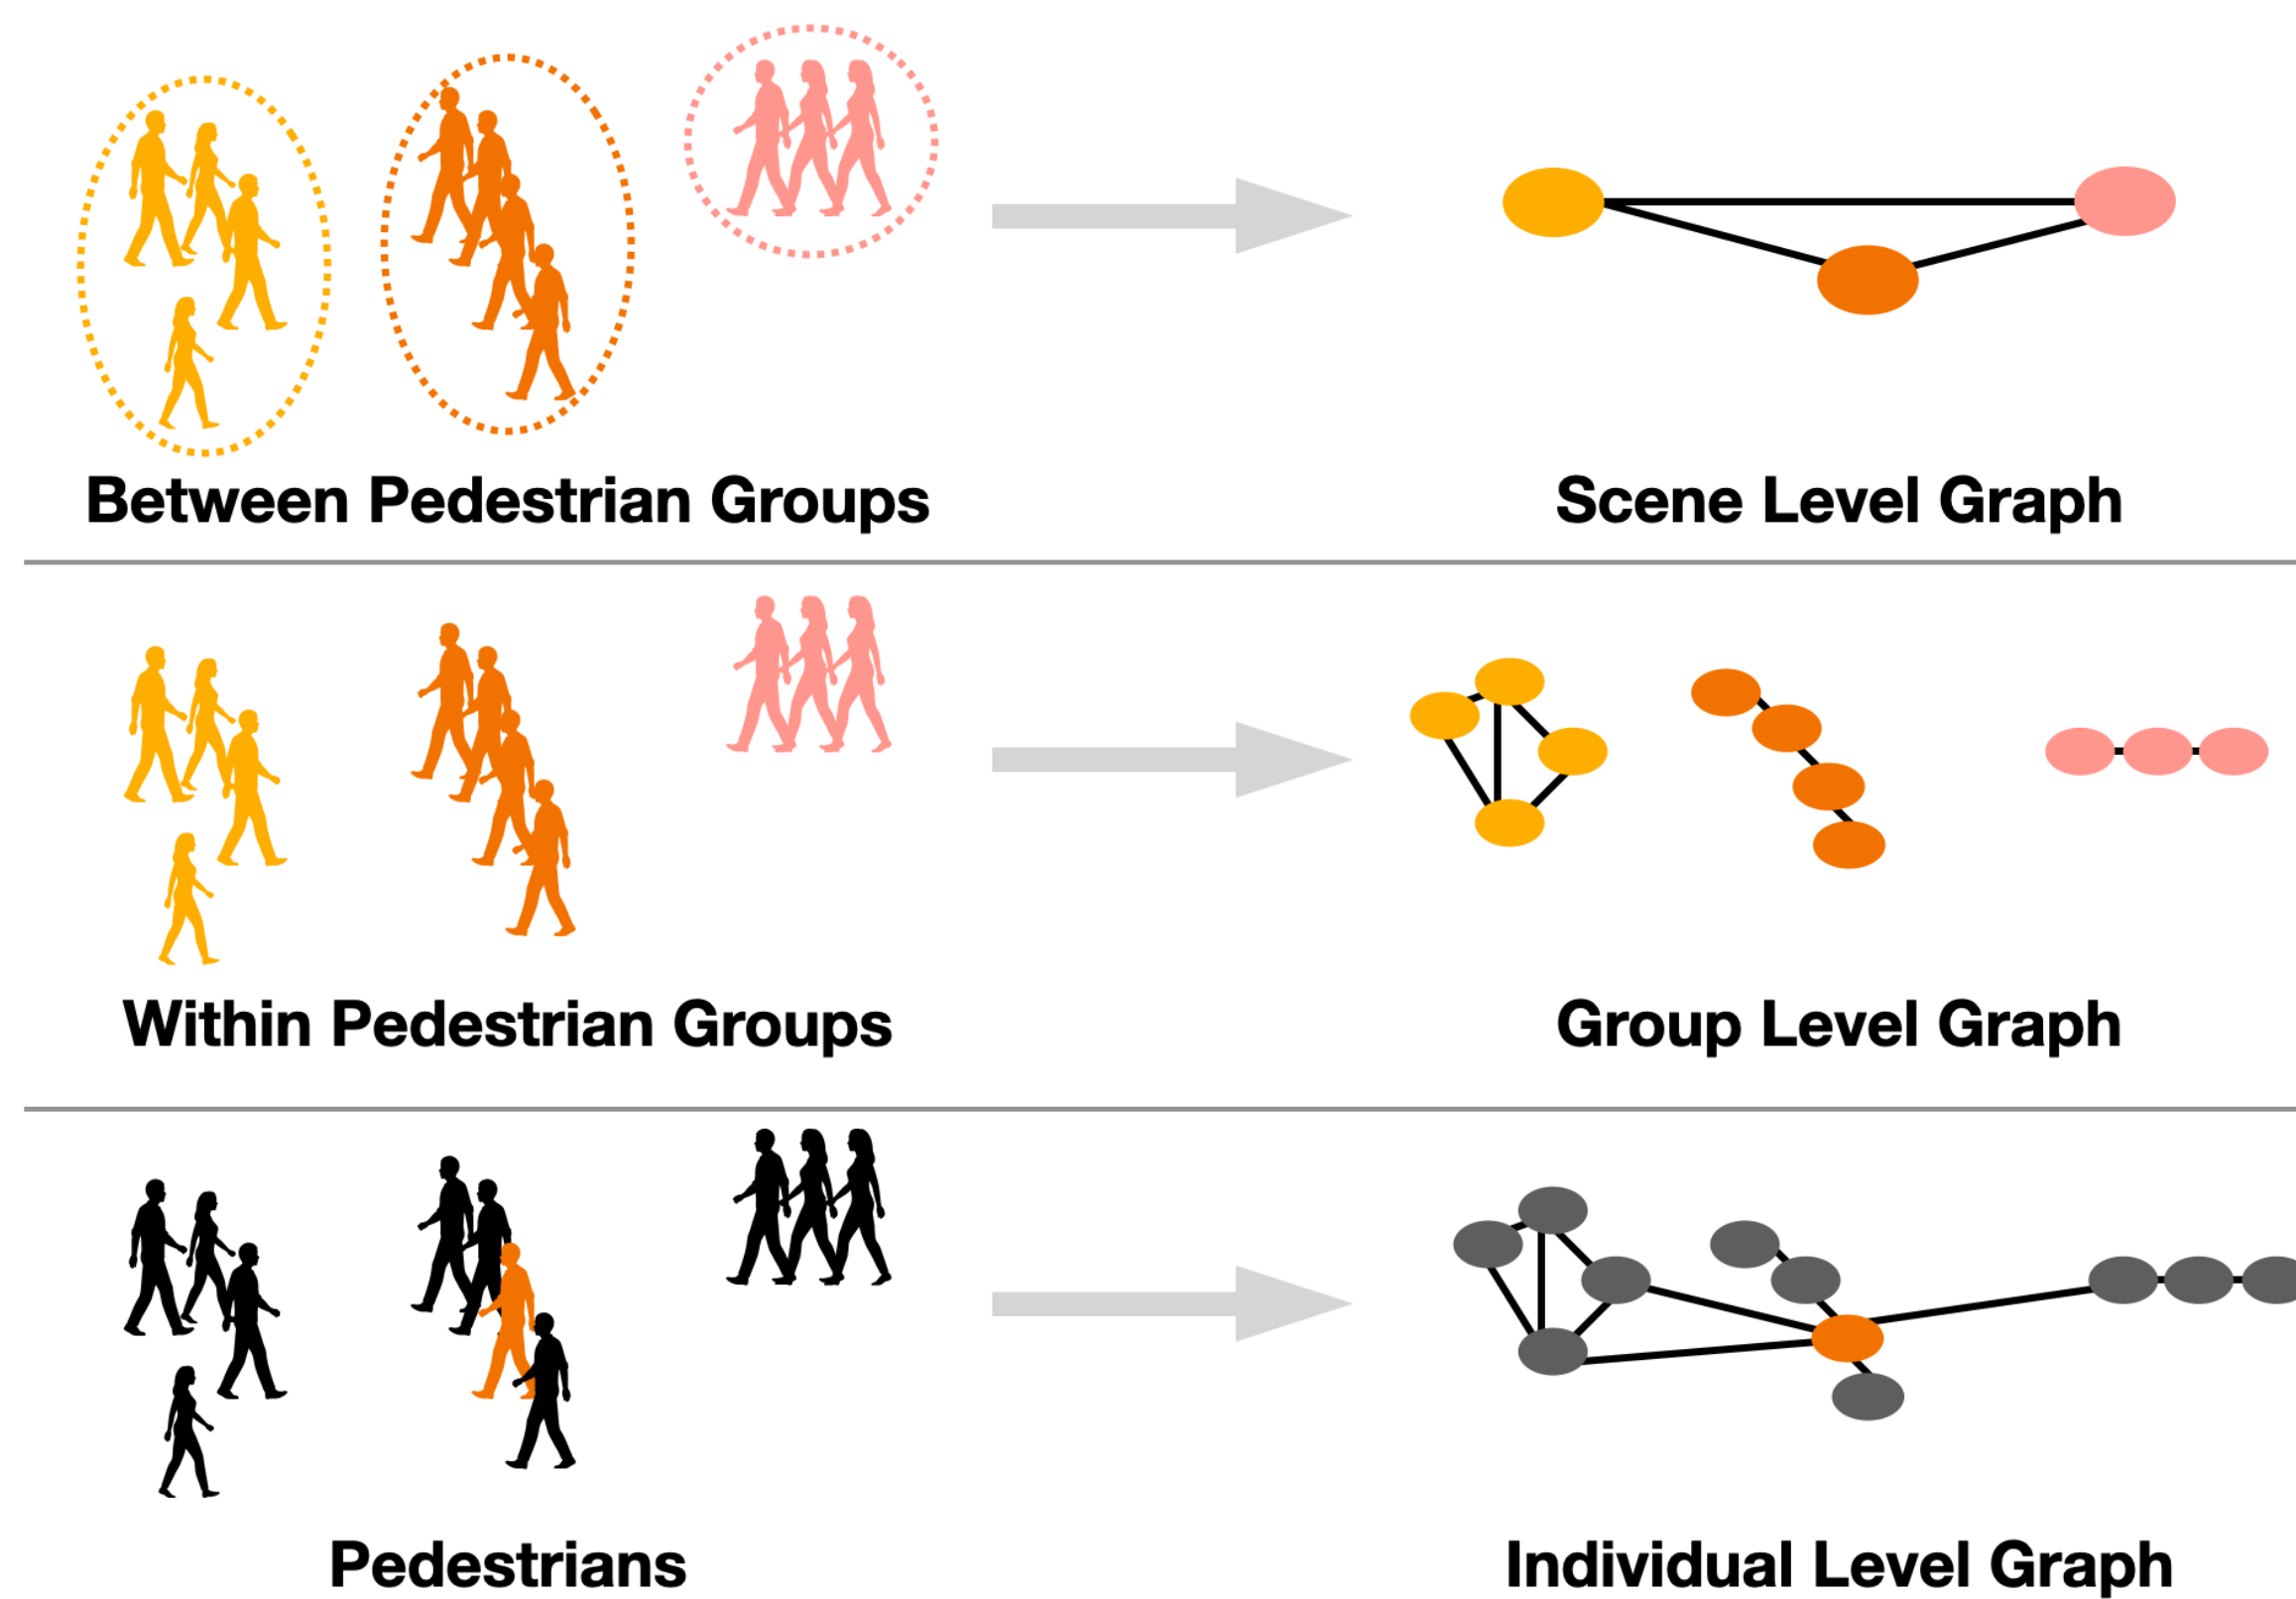 Between Pedestrian Groups
Scene Level Graph
Within Pedestrian Groups
Group Level Graph
Pedestrians
Individual Level Graph